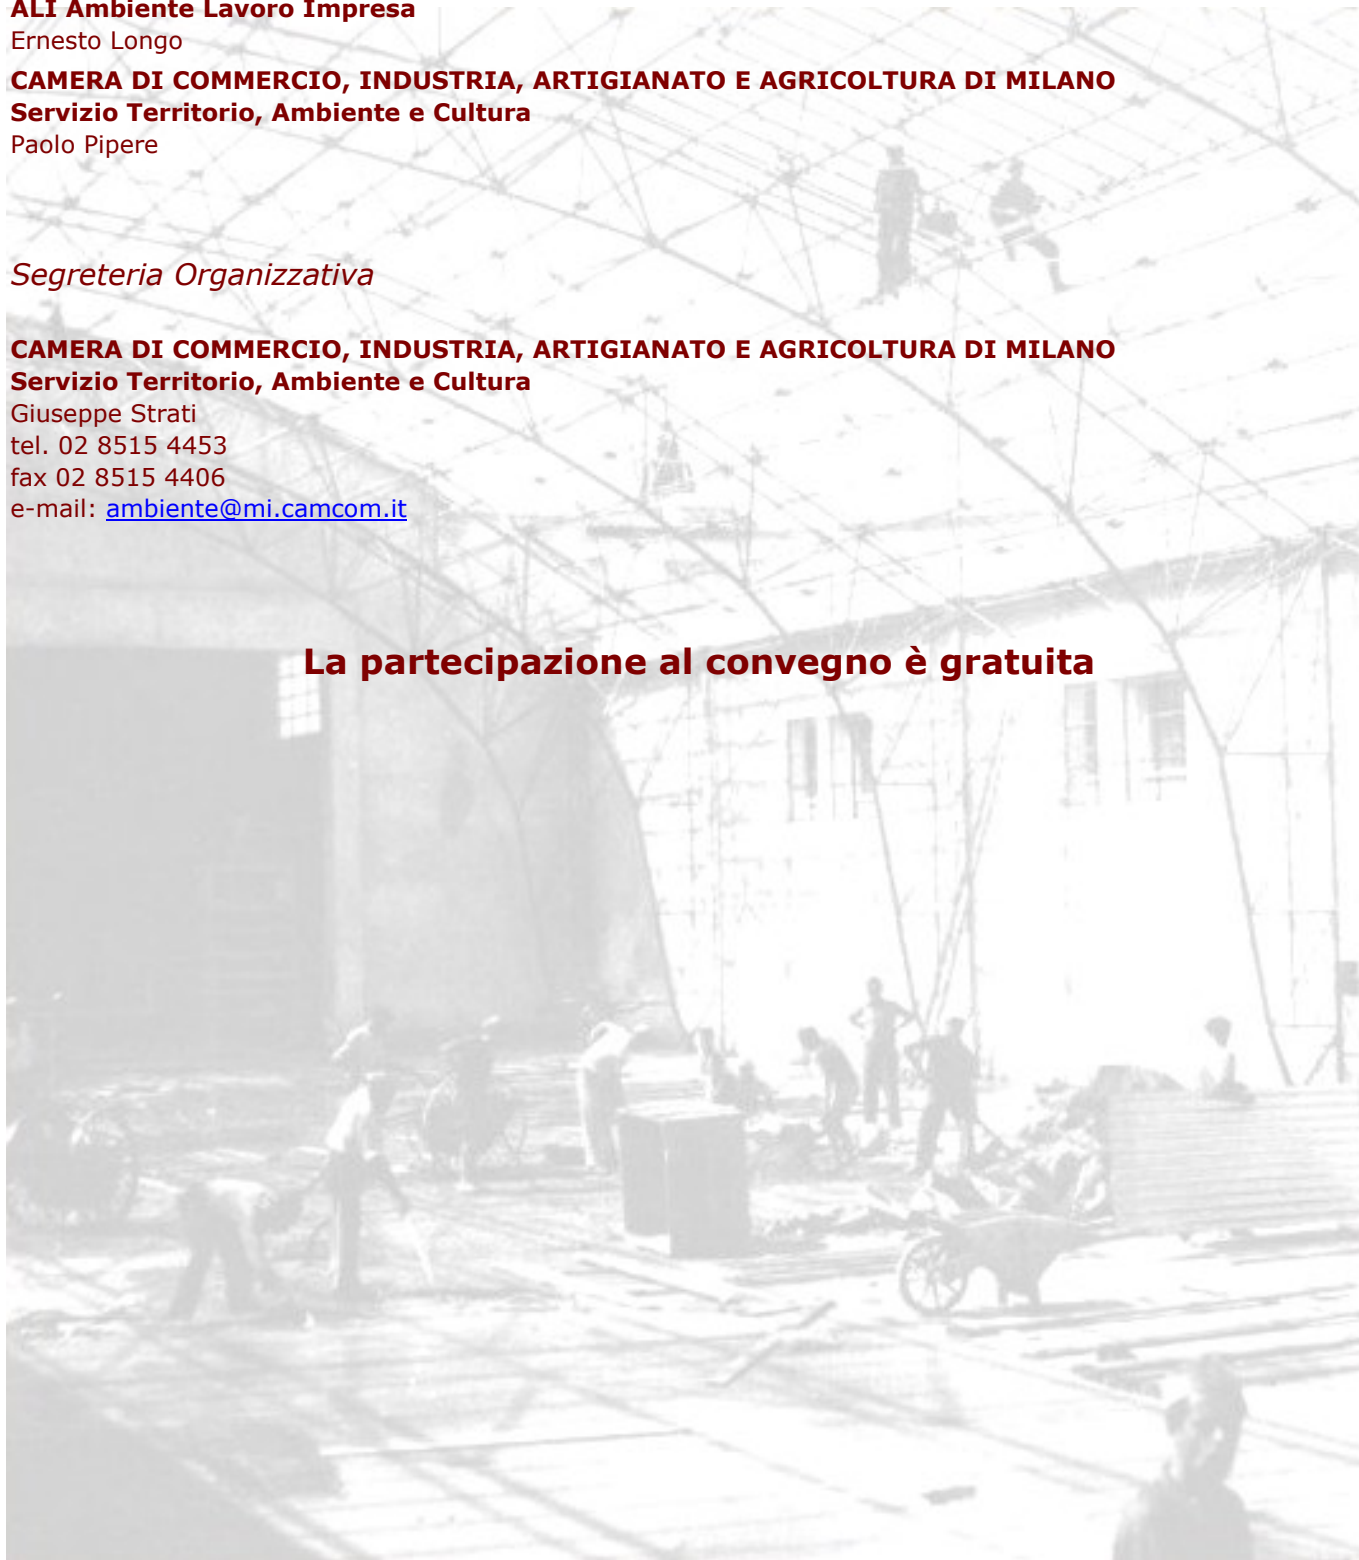 ALI Ambiente Lavoro Impresa
Ernesto Longo
CAMERA DI COMMERCIO, INDUSTRIA, ARTIGIANATO E AGRICOLTURA DI MILANO
Servizio Territorio, Ambiente e Cultura
Paolo Pipere
Segreteria Organizzativa
CAMERA DI COMMERCIO, INDUSTRIA, ARTIGIANATO E AGRICOLTURA DI MILANO
Servizio Territorio, Ambiente e Cultura
Giuseppe Strati
tel. 02 8515 4453
fax 02 8515 4406
e-mail: ambiente@mi.camcom.it
La partecipazione al convegno è gratuita